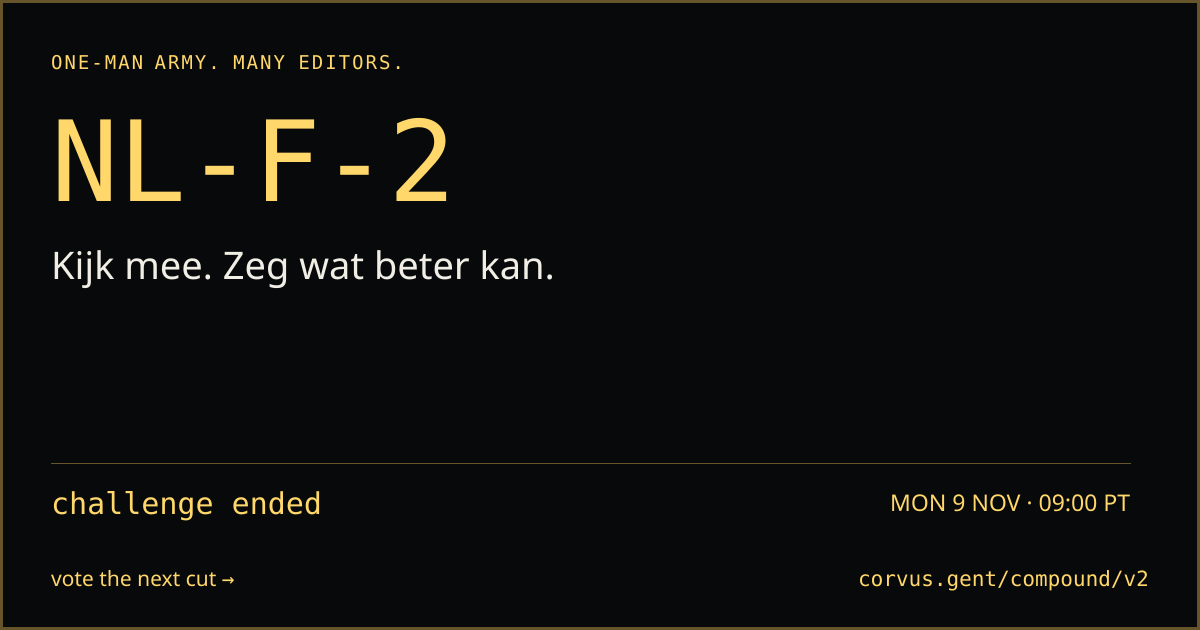 ONE-MAN ARMY. MANY EDITORS.
NL-F-2
Kijk mee. Zeg wat beter kan.
challenge ended
MON 9 NOV · 09:00 PT
vote the next cut →
corvus.gent/compound/v2